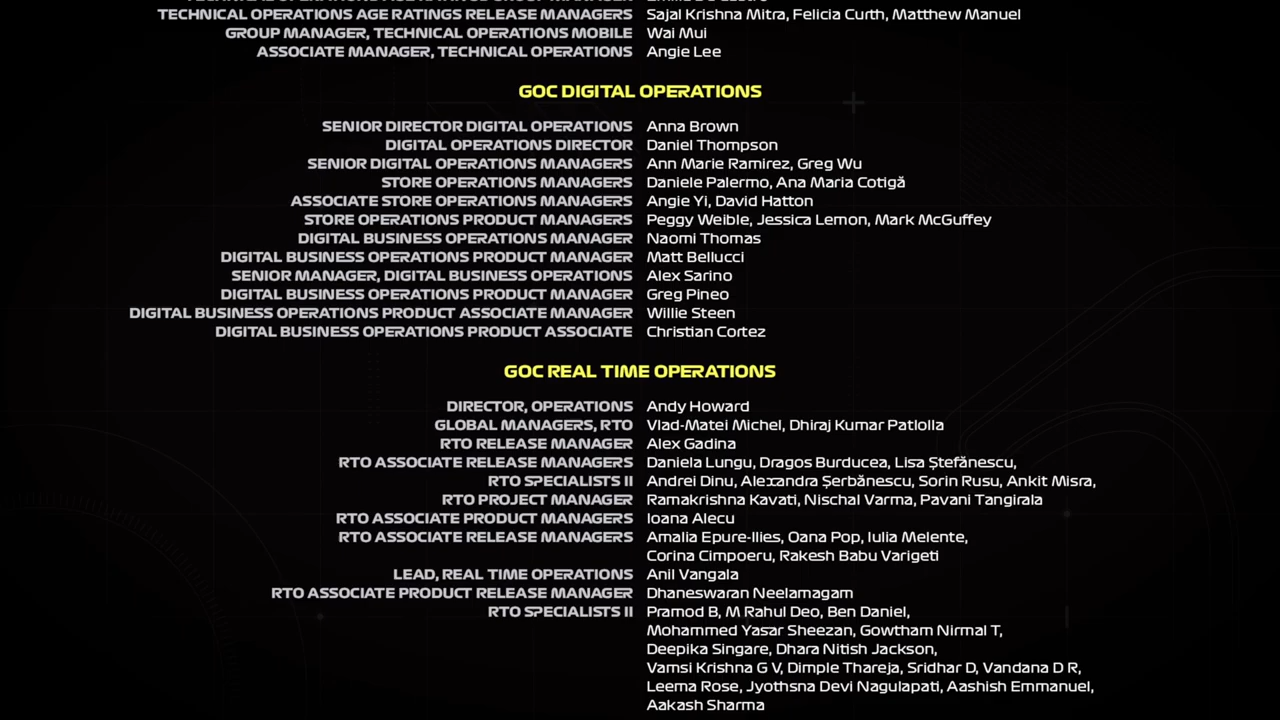 TECHNICAL OPERATIONS AGE RATINGS RELEASE MANAGERS Sajal Krishna Mitra, Felicia Curth, Matthew Manuel
GROUP MANAGER, TECHNICAL OPERATIONS MOBILE Wai Mui
ASSOCIATE MANAGER, TECHNICAL OPERATIONS Angie Lee
GOC DIGITAL OPERATIONS
SENIOR DIRECTOR DIGITAL OPERATIONS Anna Brown
DIGITAL OPERATIONS DIRECTOR Daniel Thompson
SENIOR DIGITAL OPERATIONS MANAGERS Ann Marie Ramirez, Greg Wu
STORE OPERATIONS MANAGERS Daniele Palermo, Ana Maria Cotigă
ASSOCIATE STORE OPERATIONS MANAGERS Angie Yi, David Hatton
STORE OPERATIONS PRODUCT MANAGERS Peggy Weible, Jessica Lemon, Mark McGuffey
DIGITAL BUSINESS OPERATIONS MANAGER Naomi Thomas
DIGITAL BUSINESS OPERATIONS PRODUCT MANAGER Matt Bellucci
SENIOR MANAGER, DIGITAL BUSINESS OPERATIONS Alex Sarino
DIGITAL BUSINESS OPERATIONS PRODUCT MANAGER Greg Pineo
DIGITAL BUSINESS OPERATIONS PRODUCT ASSOCIATE MANAGER Willie Steen
DIGITAL BUSINESS OPERATIONS PRODUCT ASSOCIATE Christian Cortez
GOC REAL TIME OPERATIONS
DIRECTOR, OPERATIONS Andy Howard
GLOBAL MANAGERS, RTO Vlad-Matei Michel, Dhiraj Kumar Patlolla
RTO RELEASE MANAGER Alex Gadina
RTO ASSOCIATE RELEASE MANAGERS Daniela Lungu, Dragos Burducea, Lisa Ștefănescu,
RTO SPECIALISTS II Andrei Dinu, Alexandra Șerbănescu, Sorin Rusu, Ankit Misra,
RTO PROJECT MANAGER Ramakrishna Kavati, Nischal Varma, Pavani Tangirala
RTO ASSOCIATE PRODUCT MANAGERS Ioana Alecu
RTO ASSOCIATE RELEASE MANAGERS Amalia Epure-Ilies, Oana Pop, Iulia Melente,
Corina Cimpoeru, Rakesh Babu Varigeti
LEAD, REAL TIME OPERATIONS Anil Vangala
RTO ASSOCIATE PRODUCT RELEASE MANAGER Dhaneswaran Neelamagam
RTO SPECIALISTS II Pramod B, M Rahul Deo, Ben Daniel,
Mohammed Yasar Sheezan, Gowtham Nirmal T,
Deepika Singare, Dhara Nitish Jackson,
Vamsi Krishna G V, Dimple Thareja, Sridhar D, Vandana D R,
Leema Rose, Jyothsna Devi Nagulapati, Aashish Emmanuel,
Aakash Sharma